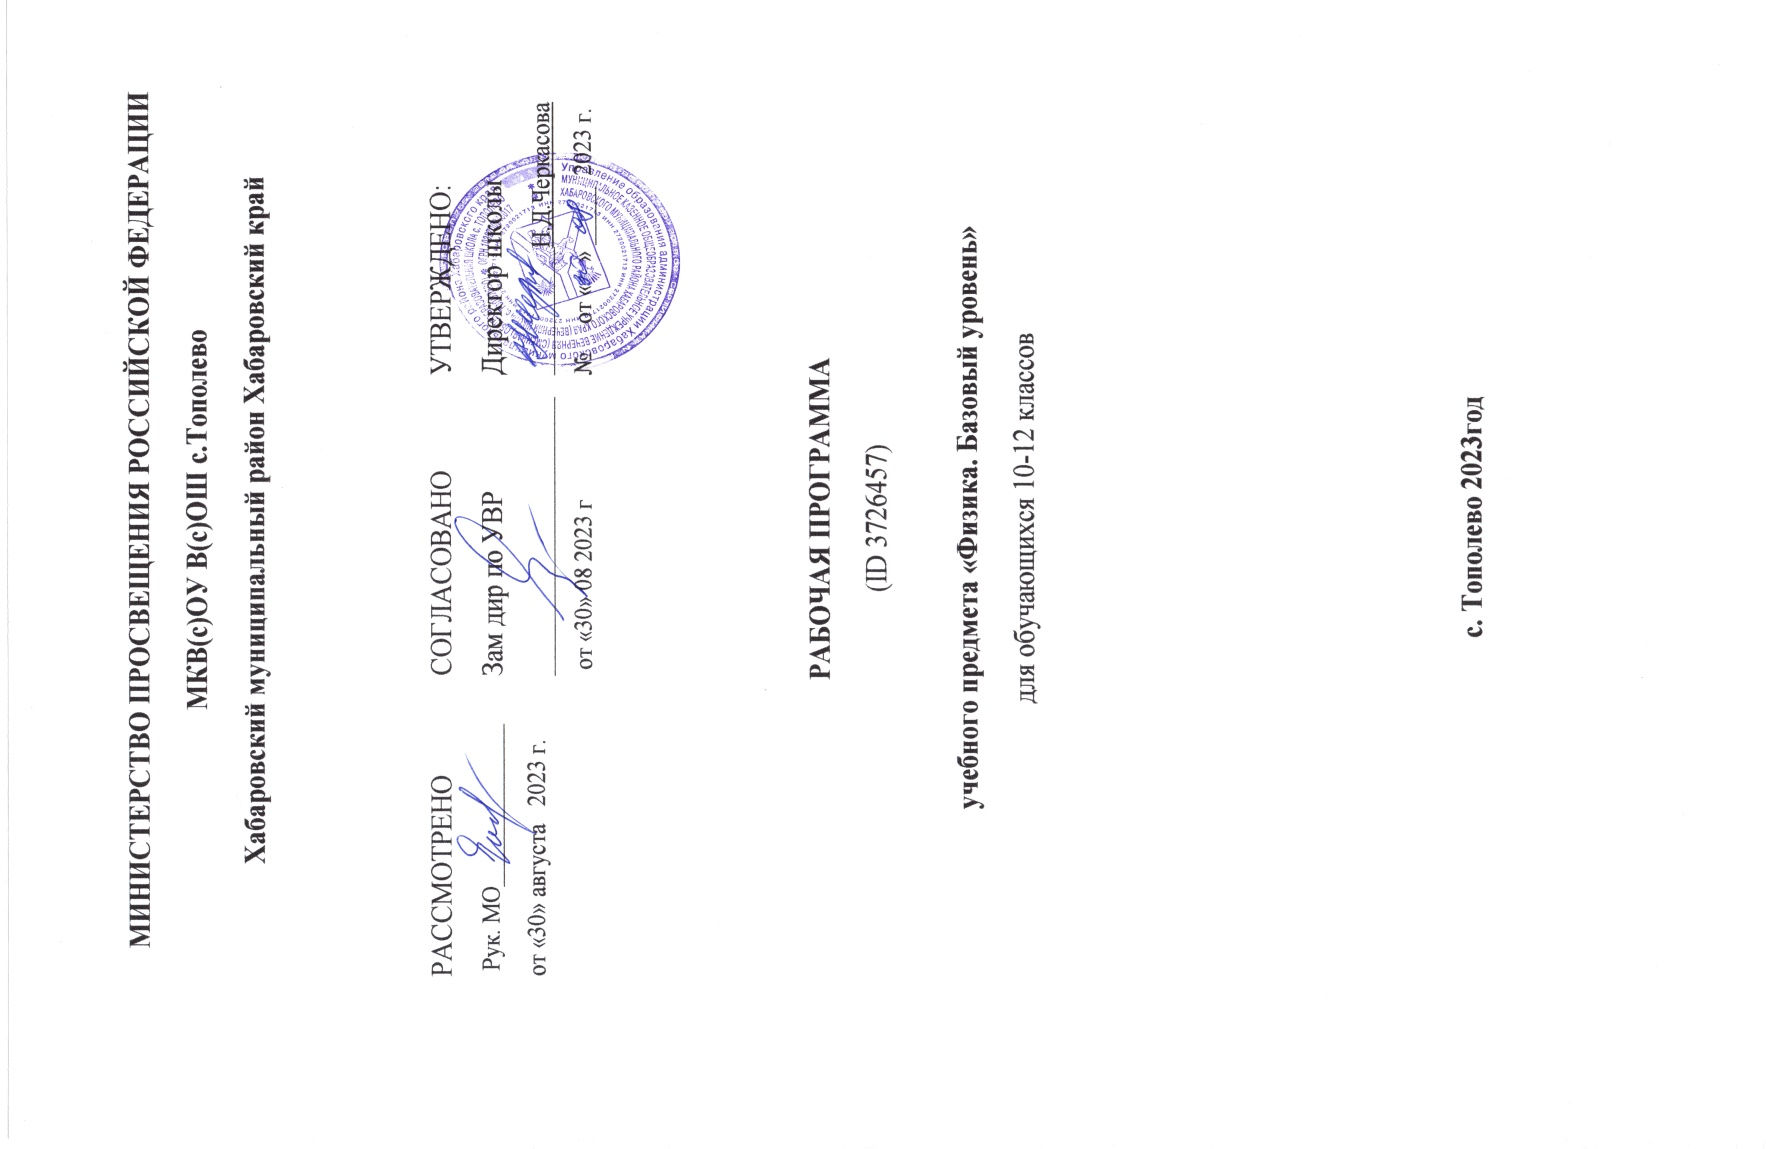 МИНИСТЕРСТВО ПРОСВЕЩЕНИЯ РОССИЙСКОЙ ФЕДЕРАЦИИ
МКВ(с)ОУ В(с)ОШ с.Тополево
Хабаровский муниципальный район Хабаровский край
РАССМОТРЕНО
Рук. МО
от «30» августа 2023 г.
СОГЛАСОВАНО
Зам дир по УВР
от «30» 08 2023 г
УТВЕРЖДЕНО:
Директор школы
Н.Д.Черкасова
№ от « » 2023 г.
РАБОЧАЯ ПРОГРАММА
(ID 3726457)
учебного предмета «Физика. Базовый уровень»
для обучающихся 10-12 классов
с. Тополево 2023год